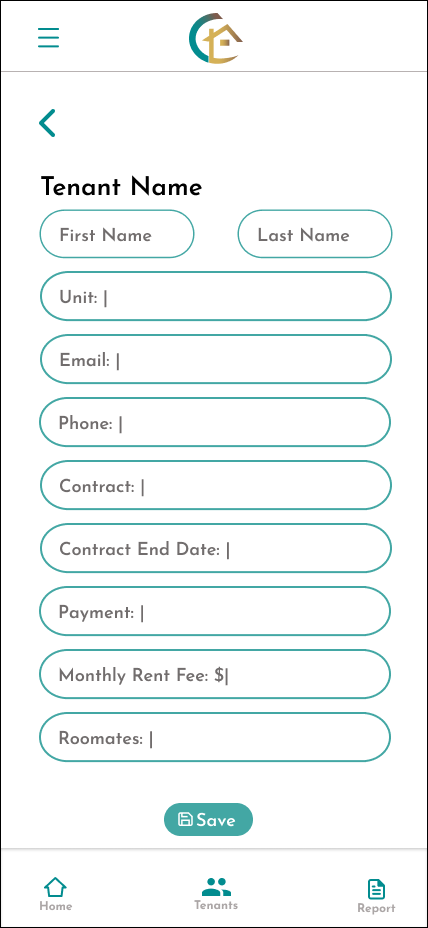 Tenant Name
First Name
Last Name
Unit: |
Email: |
Phone: |
Contract: |
Contract End Date: |
Payment: |
Monthly Rent Fee: $|
Roomates: |
Save
Home
Tenants
Report